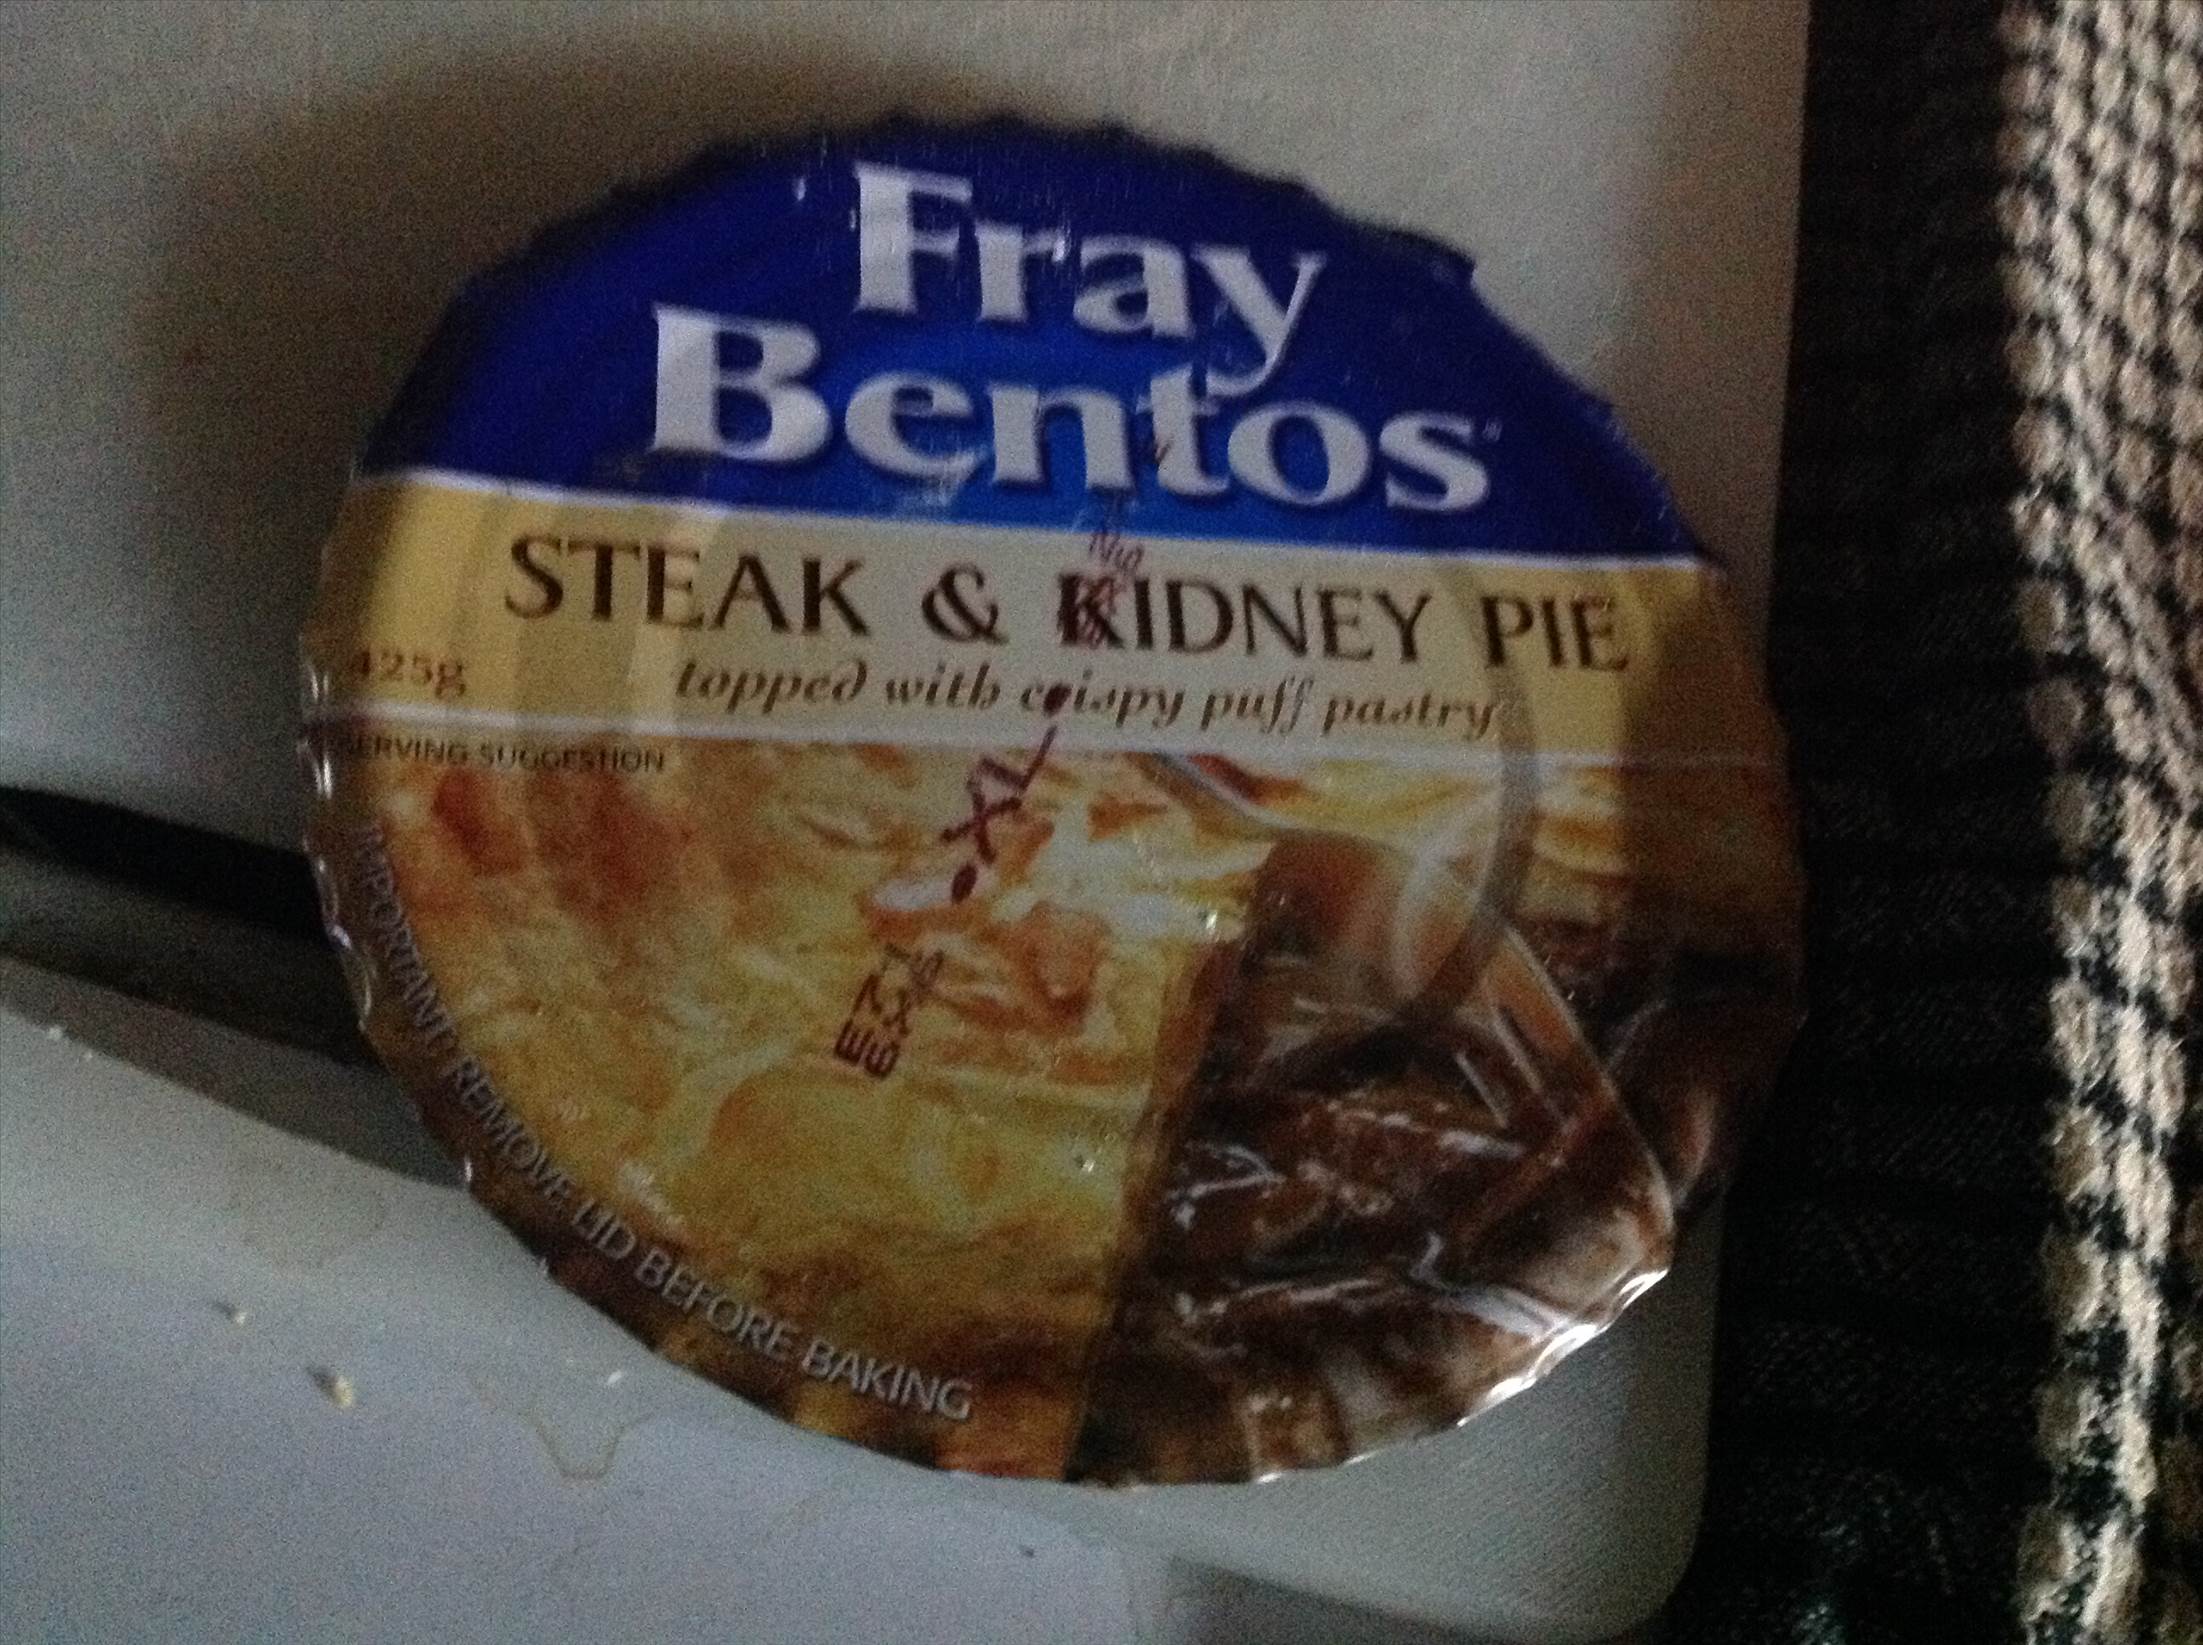 Fray
Bentos
STEAK & KIDNEY PIE
425g
topped with crispy puff pastry
SERVING SUGGESTION
IMPORTANT: REMOVE LID BEFORE BAKING